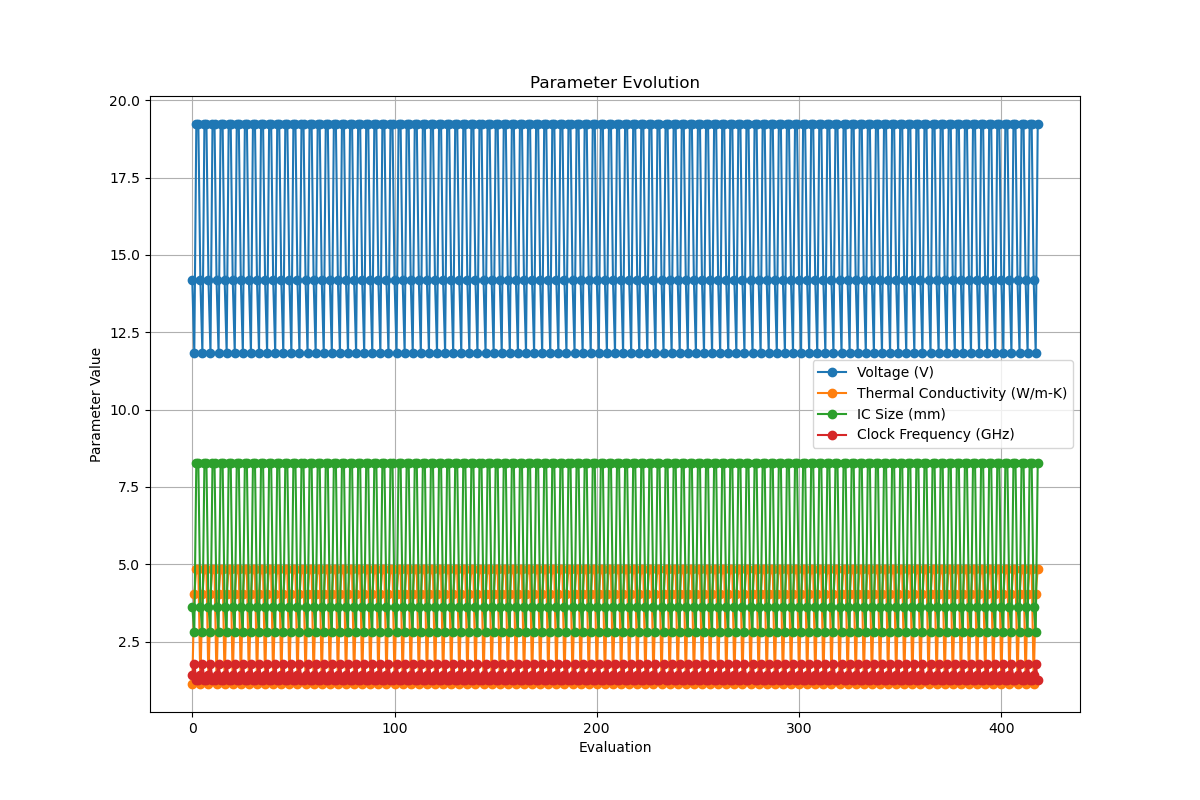 Parameter Evolution
20.0
17.5
15.0
12.5
10.0
7.5
5.0
2.5
Parameter Value
Voltage (V)
Thermal Conductivity (W/m-K)
IC Size (mm)
Clock Frequency (GHz)
0
100
200
300
400
Evaluation